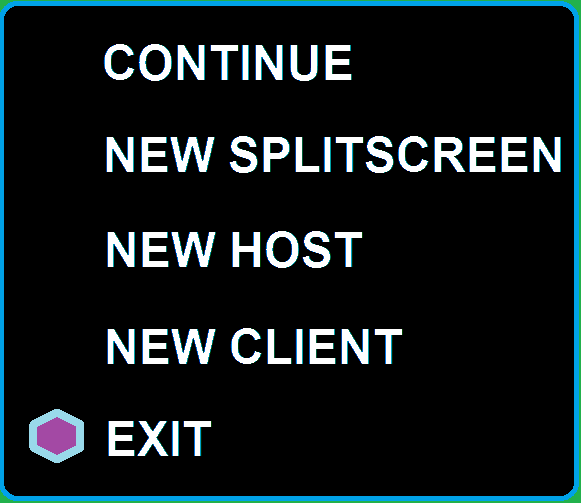 CONTINUE
NEW SPLITSCREEN
NEW HOST
NEW CLIENT
EXIT